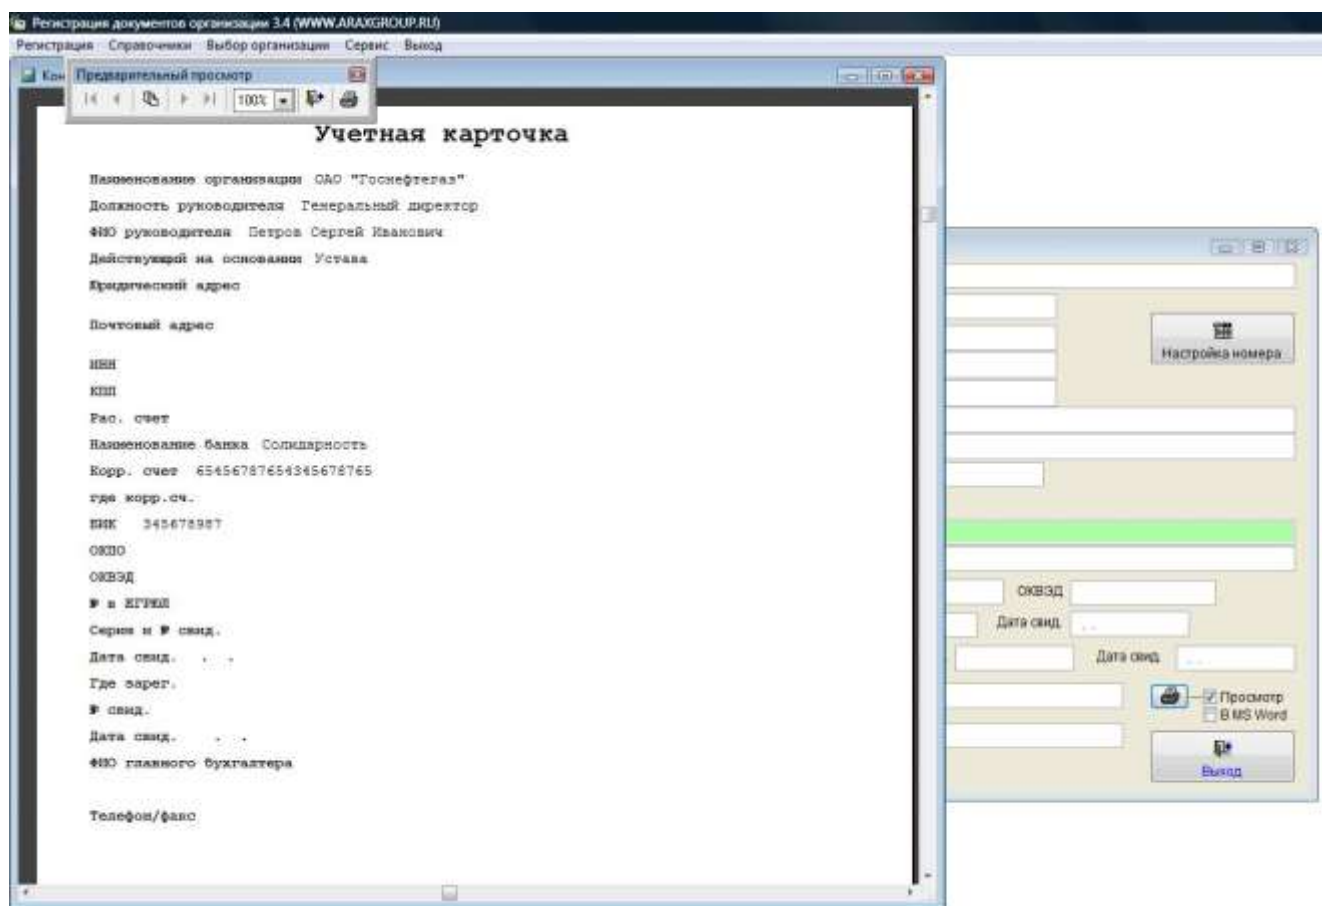 Регистрация документов организации 3.4 (WWW.ARAXGROUP.RU)
Регистрация Справочники Выбор организации Сервис Выход
Предварительный просмотр
100%
Учетная карточка
Наименование организации ОАО "Госнефтегаз"
Должность руководителя Генеральный директор
ФИО руководителя Петров Сергей Иванович
Действующий на основании Устава
Юридический адрес
Почтовый адрес
ИНН
КПП
Рас. счет
Наименование банка Солидарность
Корр. счет 65456787654345678765
где корр.сч.
БИК 345678987
ОКПО
ОКВЭД
№ в ЕГРЮЛ
Серия и № свид.
Дата свид. . .
Где зарег.
№ свид.
Дата свид. . .
ФИО главного бухгалтера
Телефон/факс
Настройка номера
ОКВЭД
Дата свид. . .
Дата свид. . .
Просмотр
В MS Word
Выход